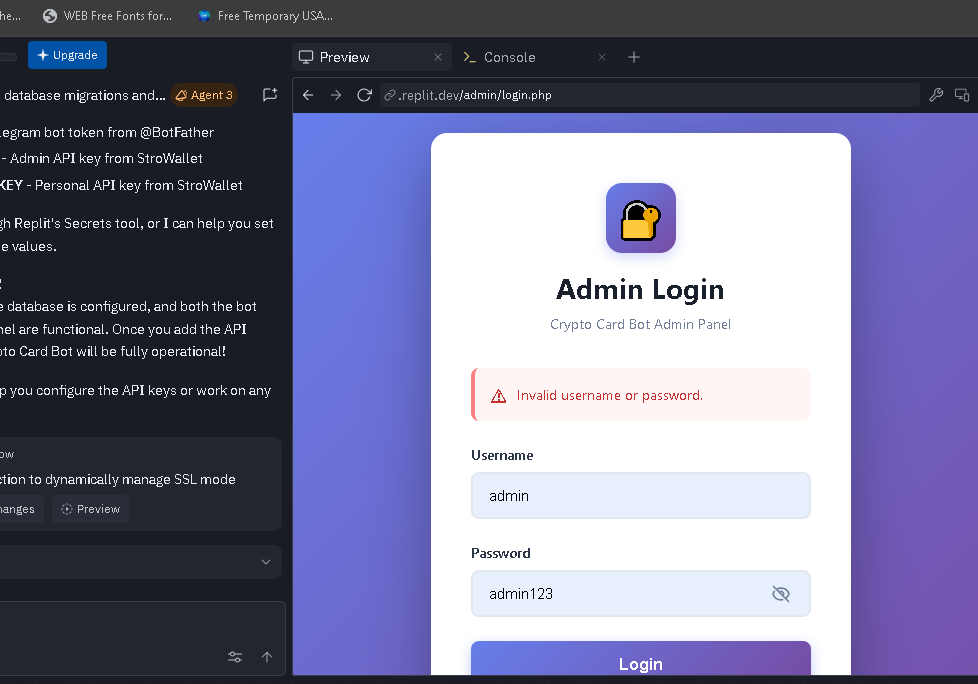 he...
WEB Free Fonts for...
Free Temporary USA...
Upgrade
Preview
Console
database migrations and...
Agent 3
.replit.dev/admin/login.php
legram bot token from @BotFather
- Admin API key from StroWallet
KEY - Personal API key from StroWallet
gh Replit's Secrets tool, or I can help you set
e values.
e database is configured, and both the bot
nel are functional. Once you add the API
pto Card Bot will be fully operational!
p you configure the API keys or work on any
ow
ction to dynamically manage SSL mode
hanges
Preview
Admin Login
Crypto Card Bot Admin Panel
Invalid username or password.
Username
admin
Password
admin123
Login